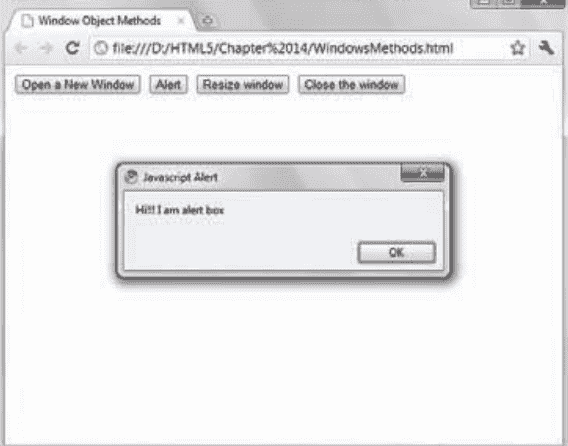 Window Object Methods
file:///D:/HTML5/Chapter%2014/WindowsMethods.html
Open a New Window Alert Resize window Close the window
Javascript Alert
Hi!! I am alert box
OK